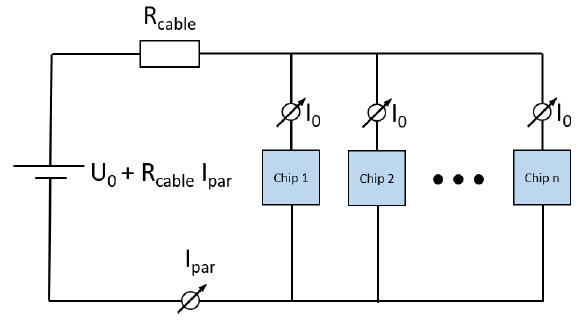 R_cable
I_0
I_0
I_0
Chip 1
Chip 2
Chip n
U_0 + R_cable I_par
I_par